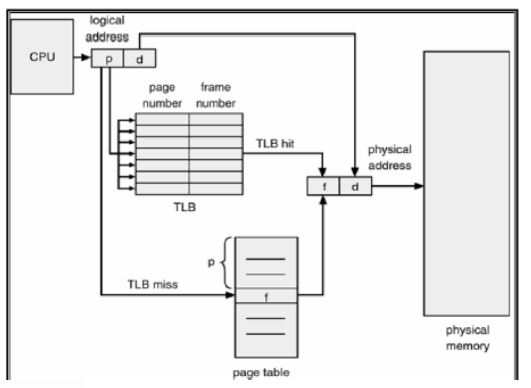 logical
address
CPU
p d
page
number
frame
number
TLB hit
TLB
physical
address
f d
p
TLB miss
f
page table
physical
memory